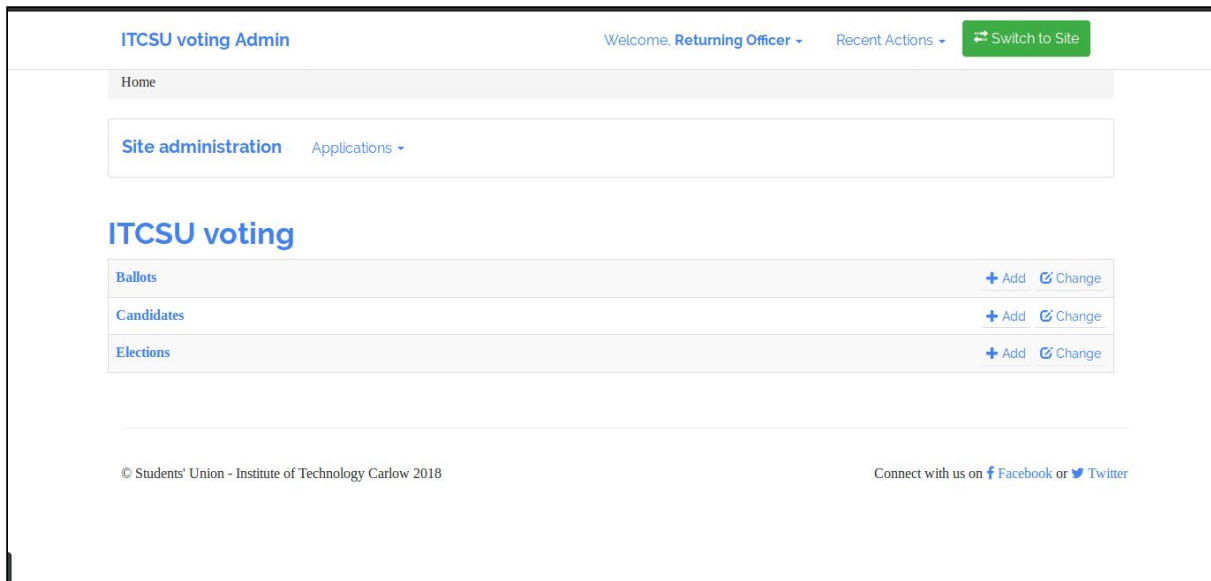 ITCSU voting Admin Welcome, Returning Officer Recent Actions Switch to Site
Home
Site administration Applications
ITCSU voting
Ballots Add Change
Candidates Add Change
Elections Add Change
© Students' Union - Institute of Technology Carlow 2018 Connect with us on Facebook or Twitter